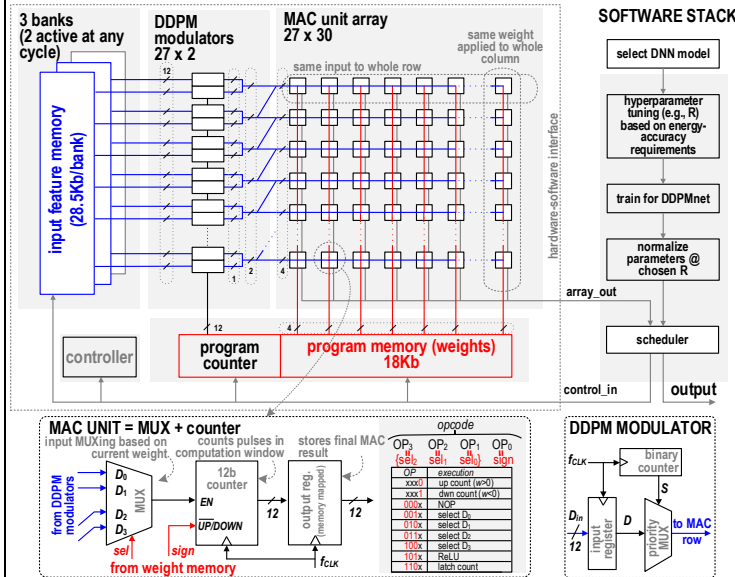 3 banks
(2 active at any
cycle)
DDPM
modulators
27 x 2
MAC unit array
27 x 30
same weight
applied to whole
column
same input to whole row
12
input feature memory
(28.5Kb/bank)
1
2
4
hardware-software interface
array_out
12
4
controller
program
counter
program memory (weights)
18Kb
control_in
SOFTWARE STACK
select DNN model
hyperparameter
tuning (e.g., R)
based on
energy-
accuracy
requirements
train for
DDPMnet
normalize
parameters @
chosen R
scheduler
output
MAC UNIT = MUX + counter
input MUXing based on
current weight
counts pulses in
computation window
stores final MAC
result
from DDPM
modulators
D0
D1
D2
D3
MUX
sel
12b
counter
EN
UP/DOWN
sign
from weight memory
12
output reg.
(memory mapped)
12
fCLK
opcode
OP3 OP2 OP1 OP0
{sel2 sel1 sel0} sign
OP execution
xxx0 up count (w>0)
xxx1 dwn count (w<0)
000x NOP
001x select D0
010x select D1
011x select D2
100x select D3
101x ReLU
110x latch count
DDPM MODULATOR
fCLK
binary
counter
S
Din
12
input
register
D
priority
MUX
to MAC
row